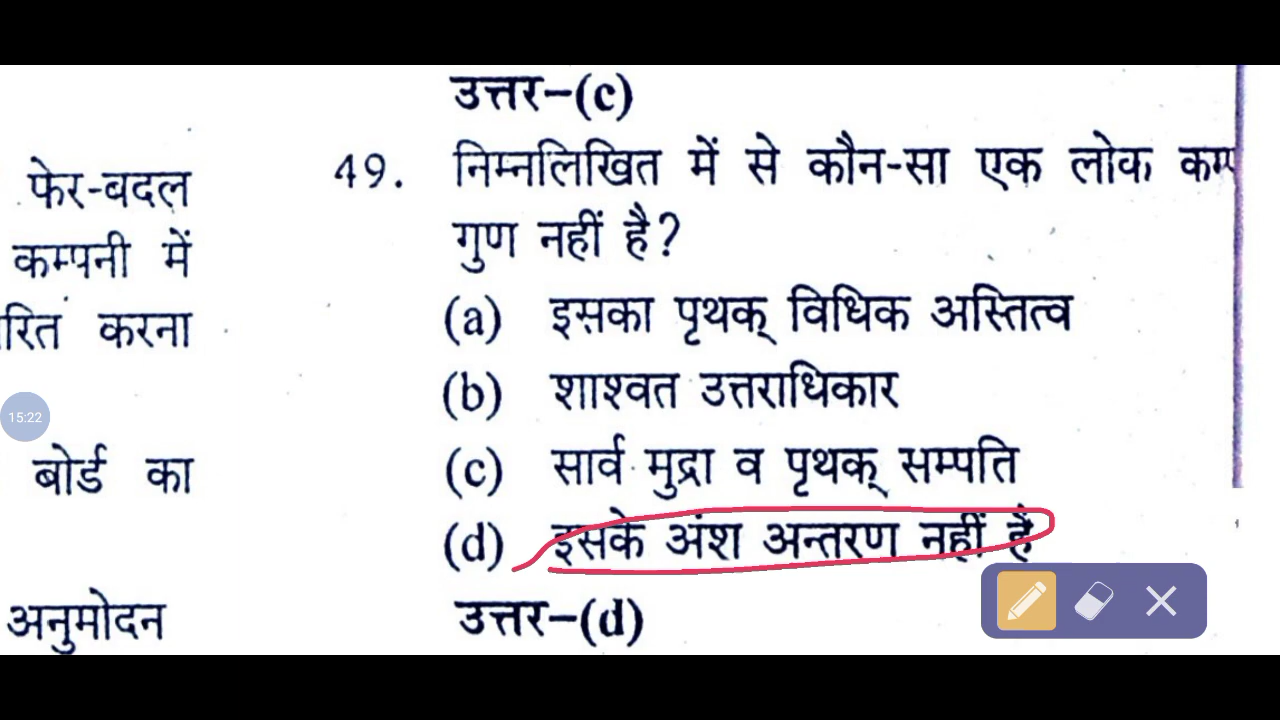 फेर-बदल
कम्पनी में
करना
बोर्ड का
अनुमोदन
उत्तर–(c)
49. निम्नलिखित में से कौन-सा एक लोक
गुण नहीं है?
(a) इसका पृथक् विधिक अस्तित्व
(b) शाश्वत उत्तराधिकार
(c) सार्व मुद्रा व पृथक् सम्पति
(d) इसके अंश अन्तरण नहीं है
उत्तर–(d)
15:22